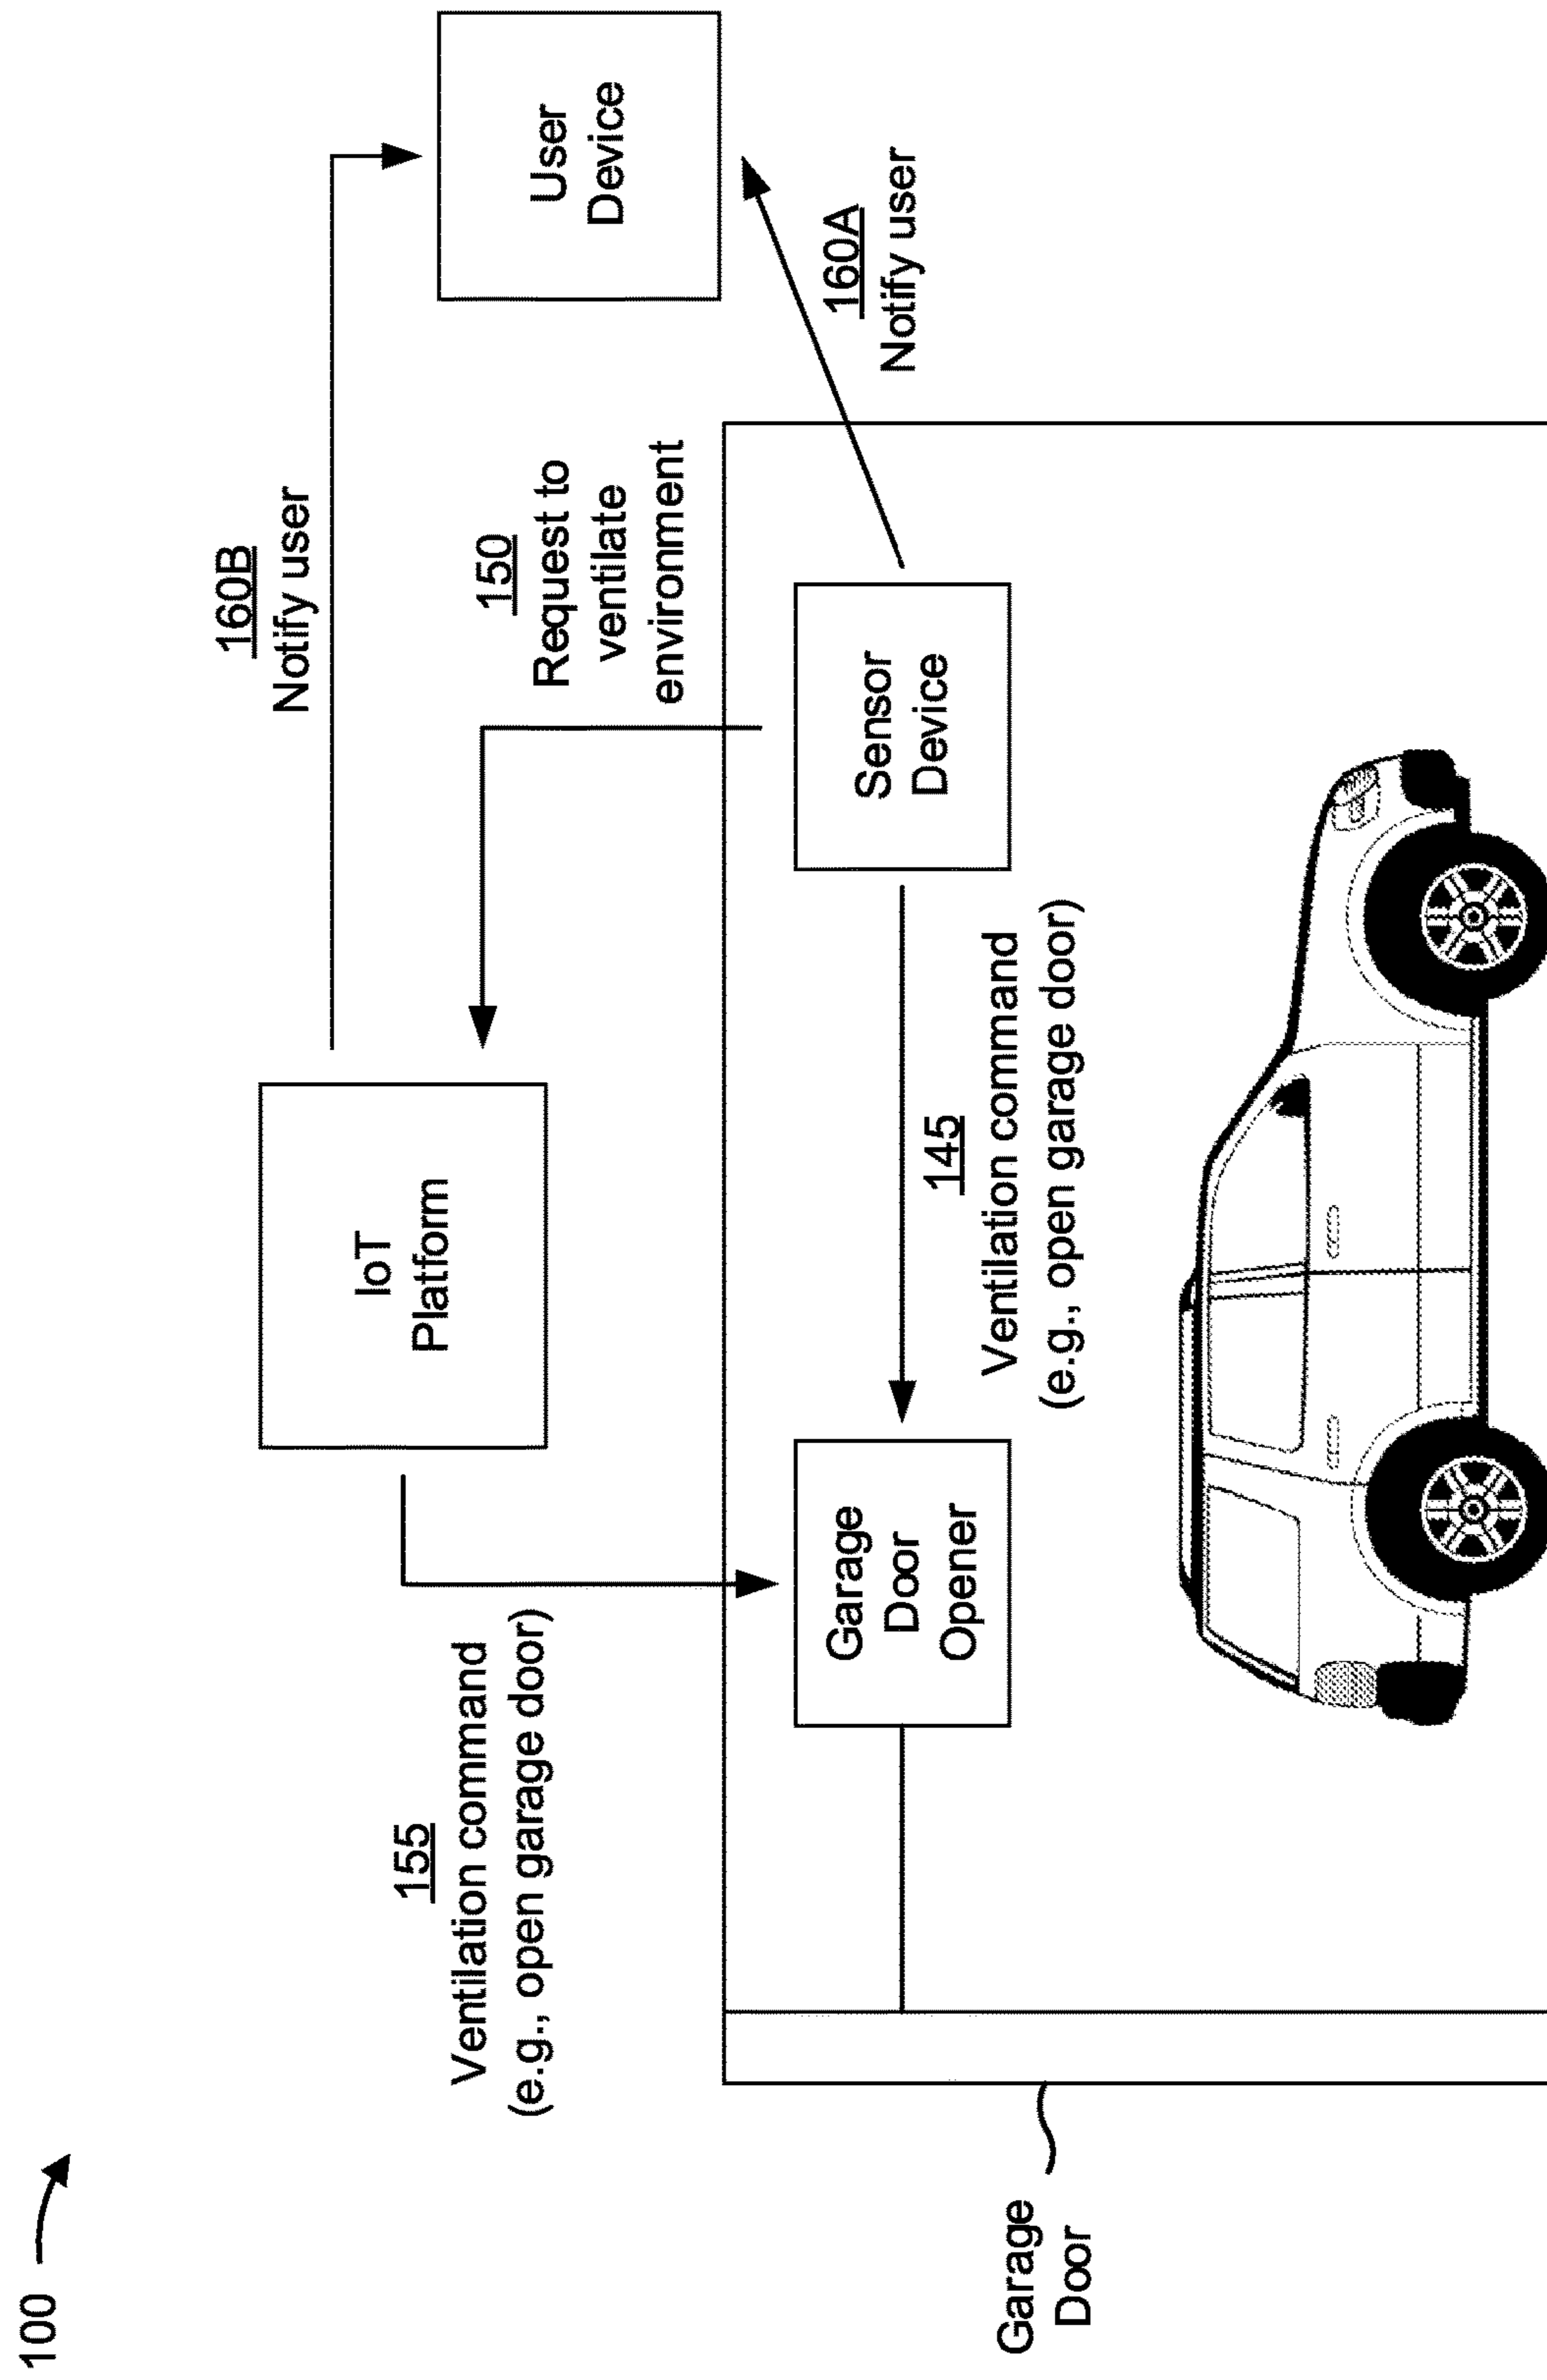 100
160B
Notify user
IoT
Platform
User
Device
155
Ventilation command
(e.g., open garage door)
150
Request to
ventilate
environment
160A
Notify user
Garage
Door
Opener
Sensor
Device
145
Ventilation command
(e.g., open garage door)
Garage
Door